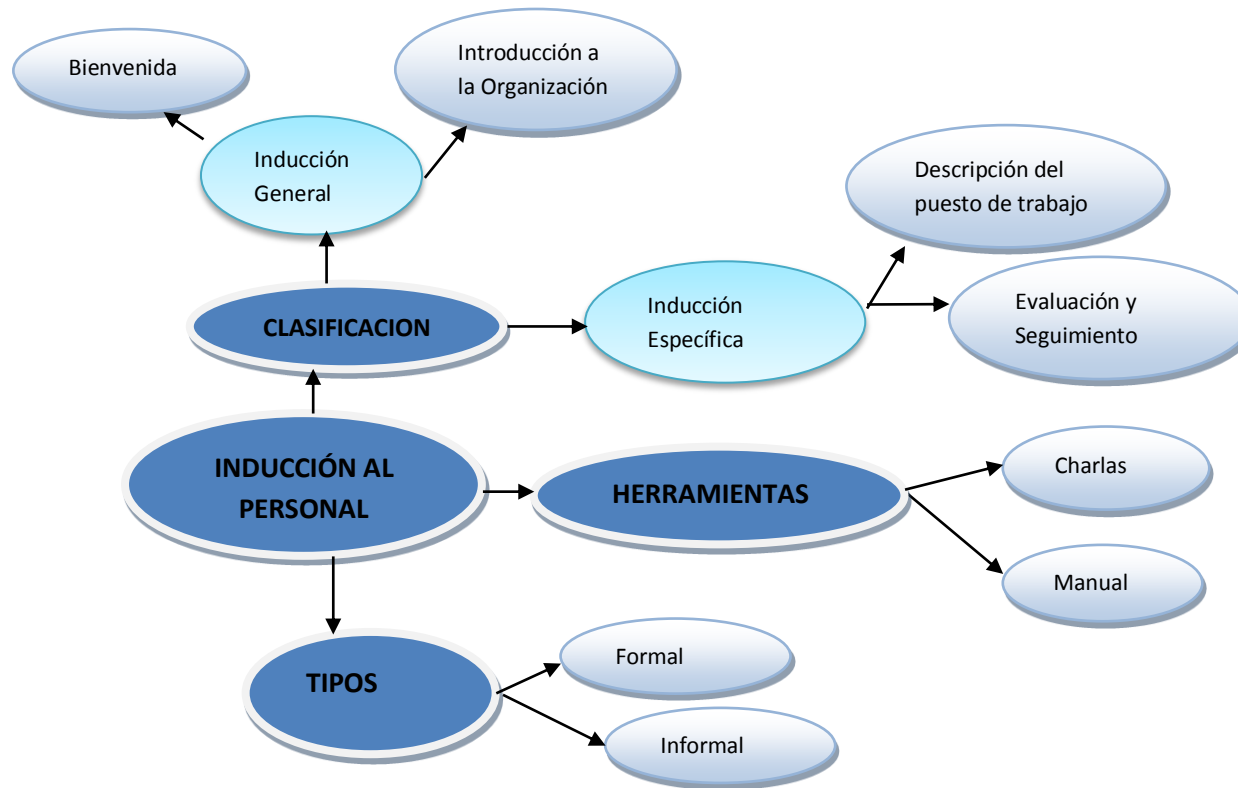 Bienvenida
Introducción a
la Organización
Inducción
General
Descripción del
puesto de trabajo
CLASIFICACION
Inducción
Específica
Evaluación y
Seguimiento
INDUCCIÓN AL
PERSONAL
HERRAMIENTAS
Charlas
Manual
TIPOS
Formal
Informal